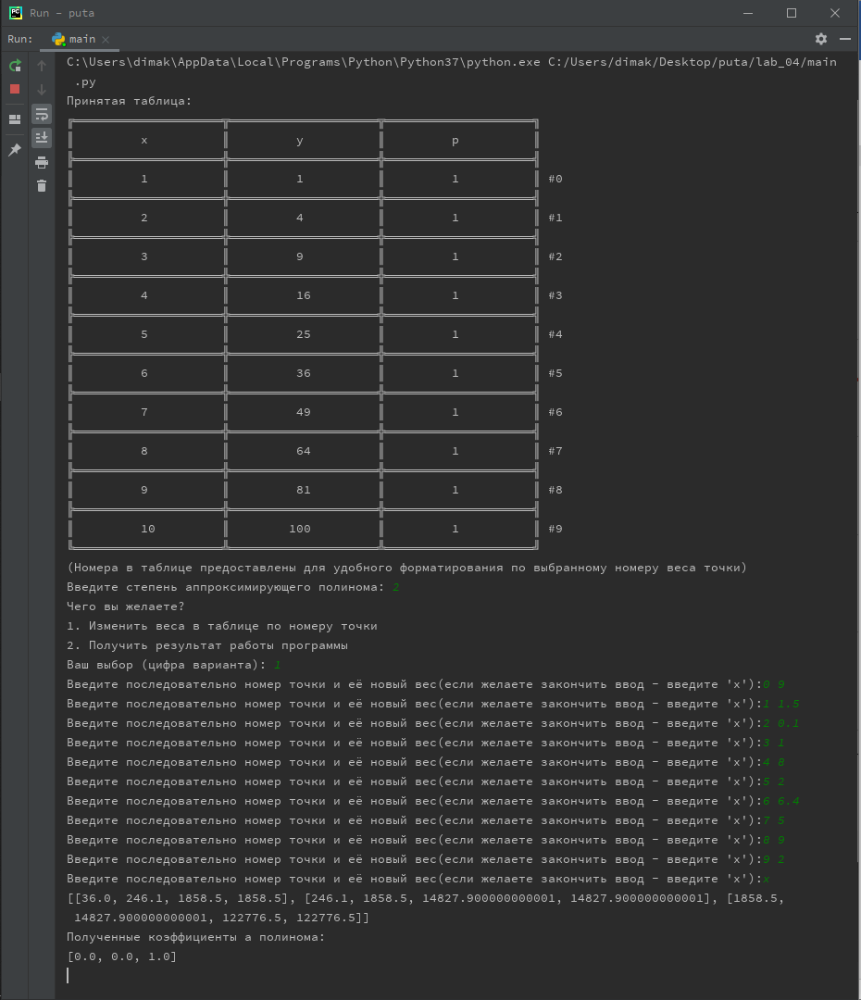 Run - puta
Run: main
C:\Users\dimak\AppData\Local\Programs\Python\Python37\python.exe C:/Users/dimak/Desktop/puta/lab_04/main
.py
Принятая таблица:
x y p
1 1 1 #0
2 4 1 #1
3 9 1 #2
4 16 1 #3
5 25 1 #4
6 36 1 #5
7 49 1 #6
8 64 1 #7
9 81 1 #8
10 100 1 #9
(Номера в таблице предоставлены для удобного форматирования по выбранному номеру веса точки)
Введите степень аппроксимирующего полинома: 2
Чего вы желаете?
1. Изменить веса в таблице по номеру точки
2. Получить результат работы программы
Ваш выбор (цифра варианта): 1
Введите последовательно номер точки и её новый вес(если желаете закончить ввод - введите 'x'):0 9
Введите последовательно номер точки и её новый вес(если желаете закончить ввод - введите 'x'):1 1.5
Введите последовательно номер точки и её новый вес(если желаете закончить ввод - введите 'x'):2 0.1
Введите последовательно номер точки и её новый вес(если желаете закончить ввод - введите 'x'):3 1
Введите последовательно номер точки и её новый вес(если желаете закончить ввод - введите 'x'):4 8
Введите последовательно номер точки и её новый вес(если желаете закончить ввод - введите 'x'):5 2
Введите последовательно номер точки и её новый вес(если желаете закончить ввод - введите 'x'):6 6.4
Введите последовательно номер точки и её новый вес(если желаете закончить ввод - введите 'x'):7 5
Введите последовательно номер точки и её новый вес(если желаете закончить ввод - введите 'x'):8 9
Введите последовательно номер точки и её новый вес(если желаете закончить ввод - введите 'x'):9 2
Введите последовательно номер точки и её новый вес(если желаете закончить ввод - введите 'x'):x
[[36.0, 246.1, 1858.5, 1858.5], [246.1, 1858.5, 14827.900000000001, 14827.900000000001], [1858.5,
14827.900000000001, 122776.5, 122776.5]]
Полученные коэффициенты a полинома:
[0.0, 0.0, 1.0]